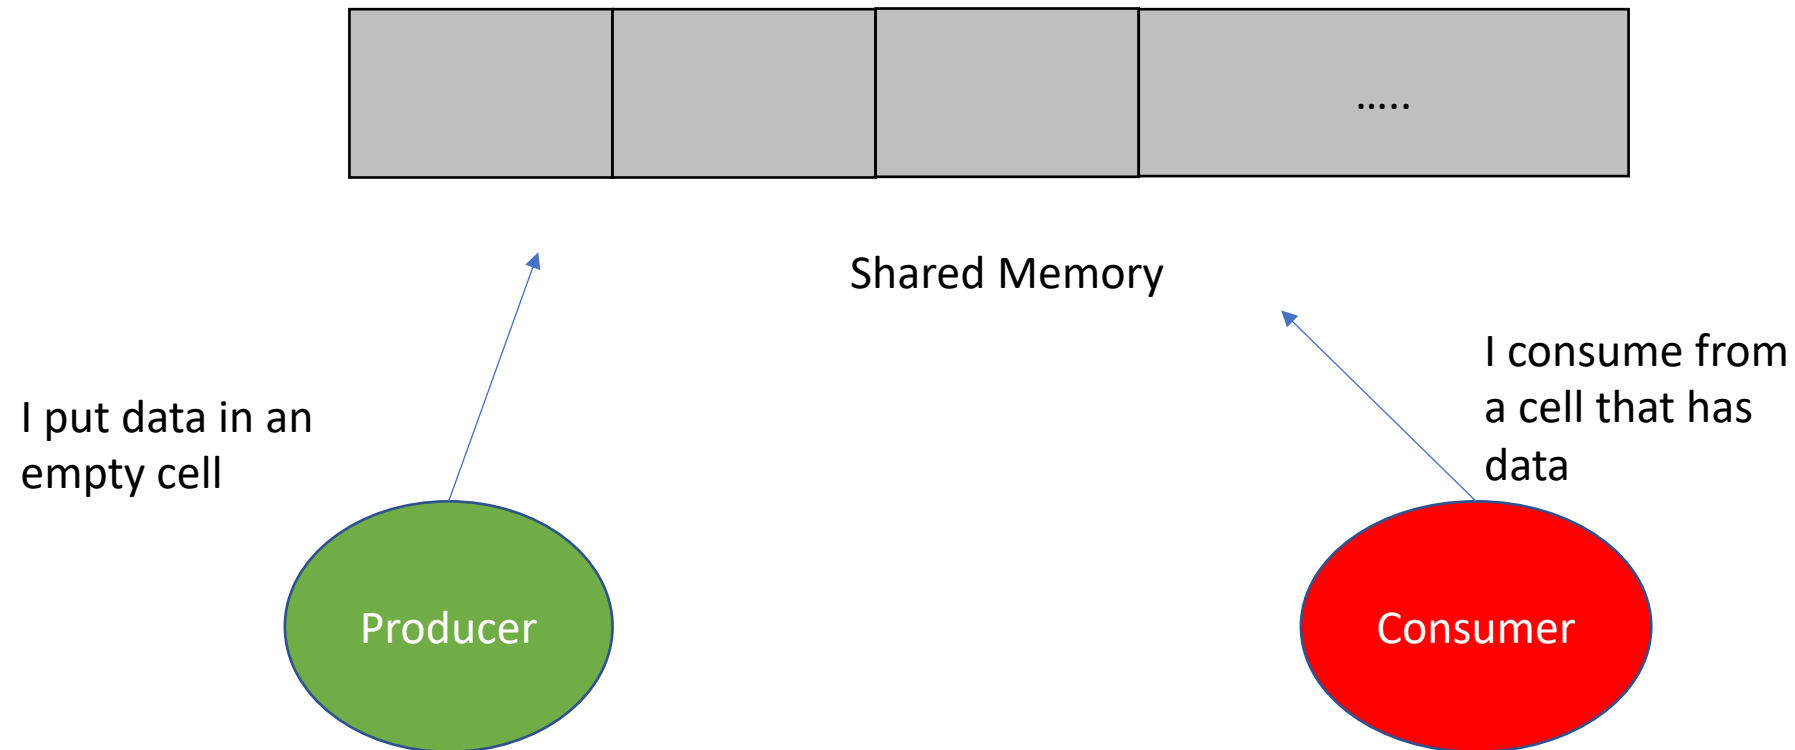 …..
Shared Memory
I put data in an
empty cell
I consume from
a cell that has
data
Producer
Consumer